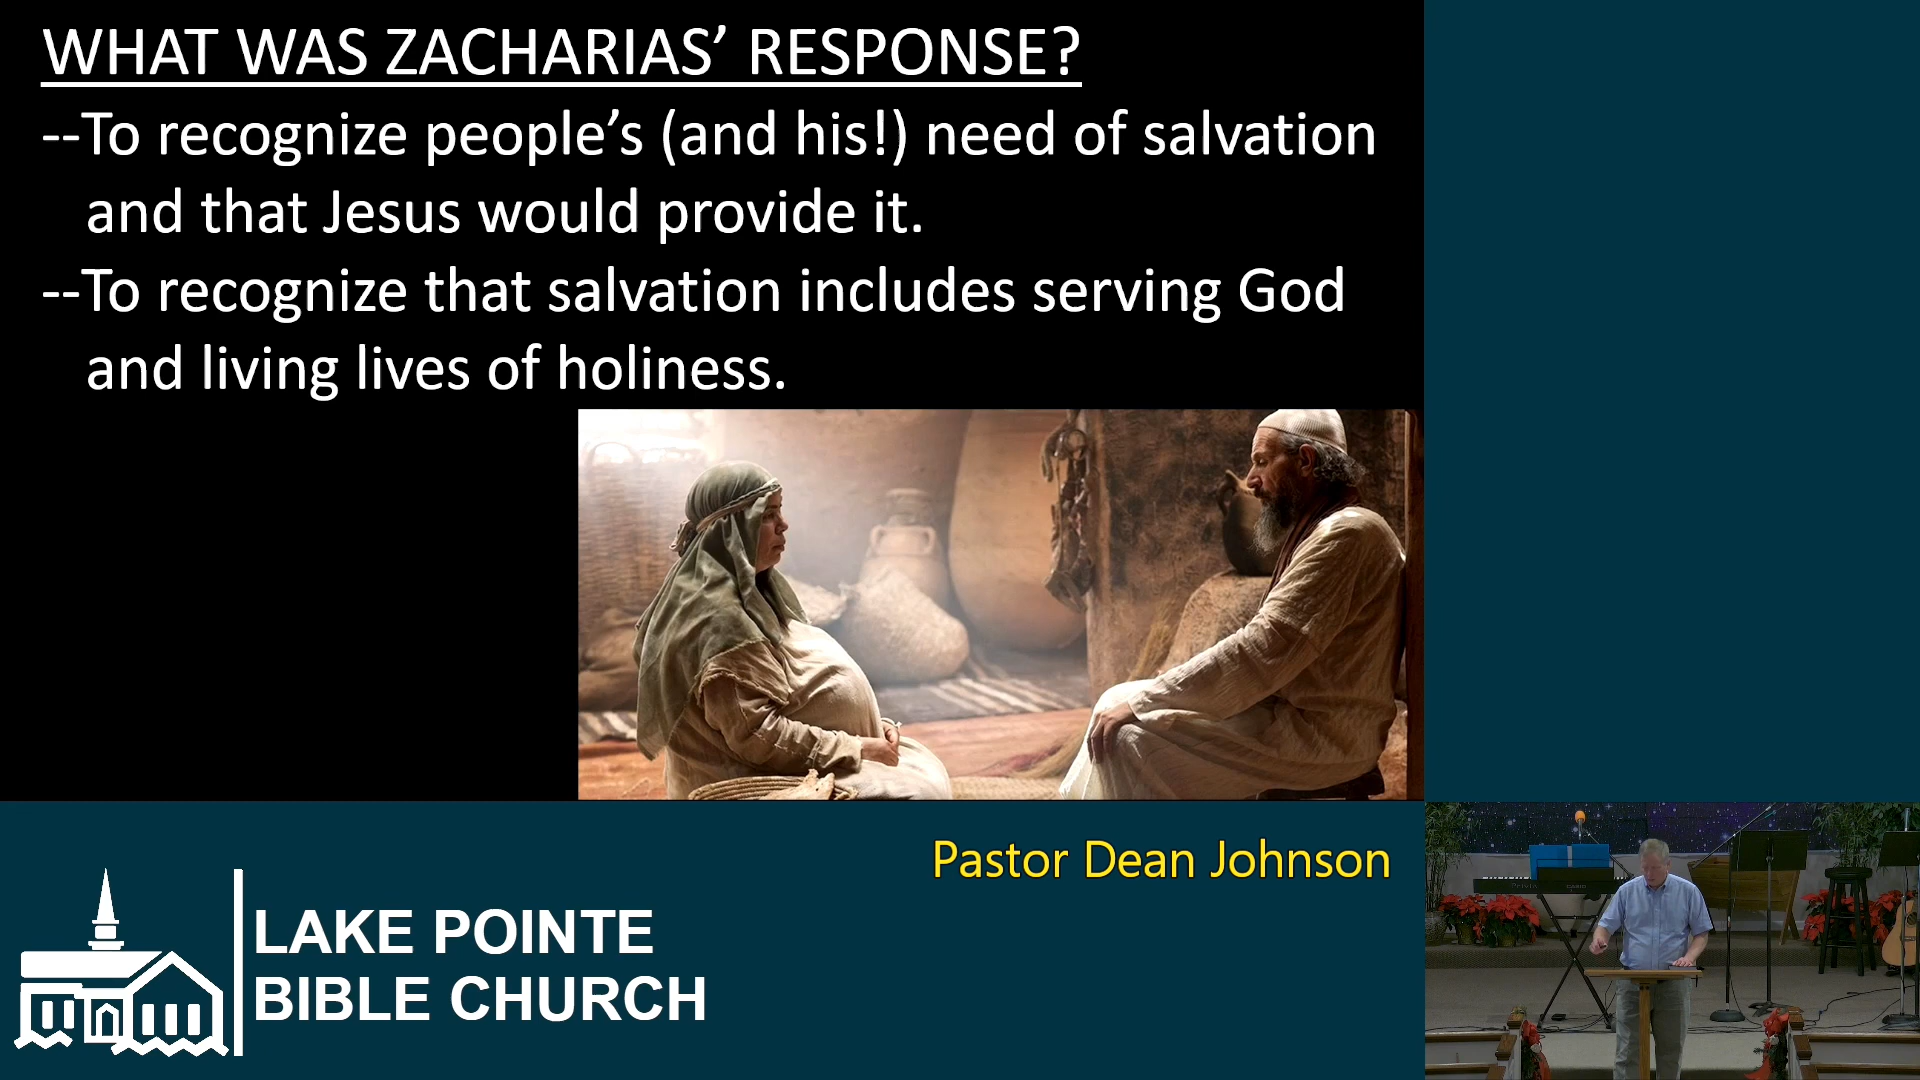 WHAT WAS ZACHARIAS’ RESPONSE?
--To recognize people’s (and his!) need of salvation
and that Jesus would provide it.
--To recognize that salvation includes serving God
and living lives of holiness.
Pastor Dean Johnson
LAKE POINTE
BIBLE CHURCH